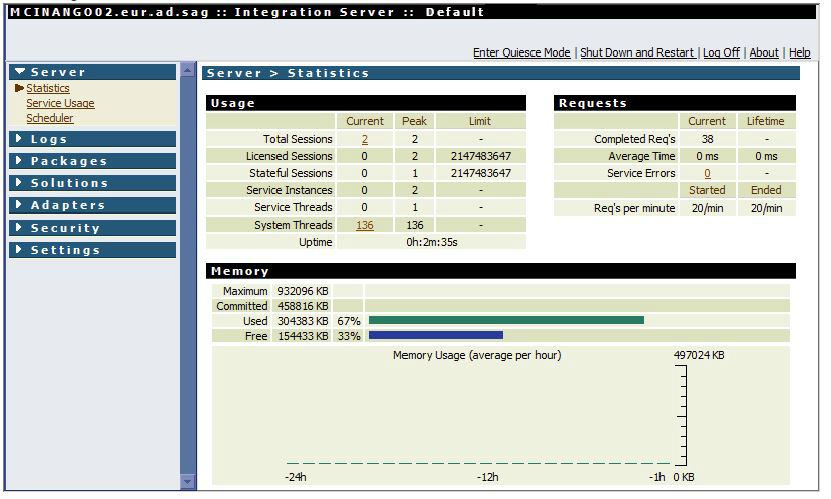 MCINANGO02.eur.ad.sag :: Integration Server :: Default
Enter Quiesce Mode | Shut Down and Restart | Log Off | About | Help
Server
Statistics
Service Usage
Scheduler
Logs
Packages
Solutions
Adapters
Security
Settings
Server > Statistics
Usage
Current Peak Limit
Total Sessions 2 2 -
Licensed Sessions 0 2 2147483647
Stateful Sessions 0 1 2147483647
Service Instances 0 2 -
Service Threads 0 1 -
System Threads 136 136 -
Uptime 0h:2m:35s
Requests
Current Lifetime
Completed Req's 38 -
Average Time 0 ms 0 ms
Service Errors 0 -
Started Ended
Req's per minute 20/min 20/min
Memory
Maximum 932096 KB
Committed 458816 KB
Used 304383 KB 67%
Free 154433 KB 33%
Memory Usage (average per hour) 497024 KB
-24h -12h -1h 0 KB